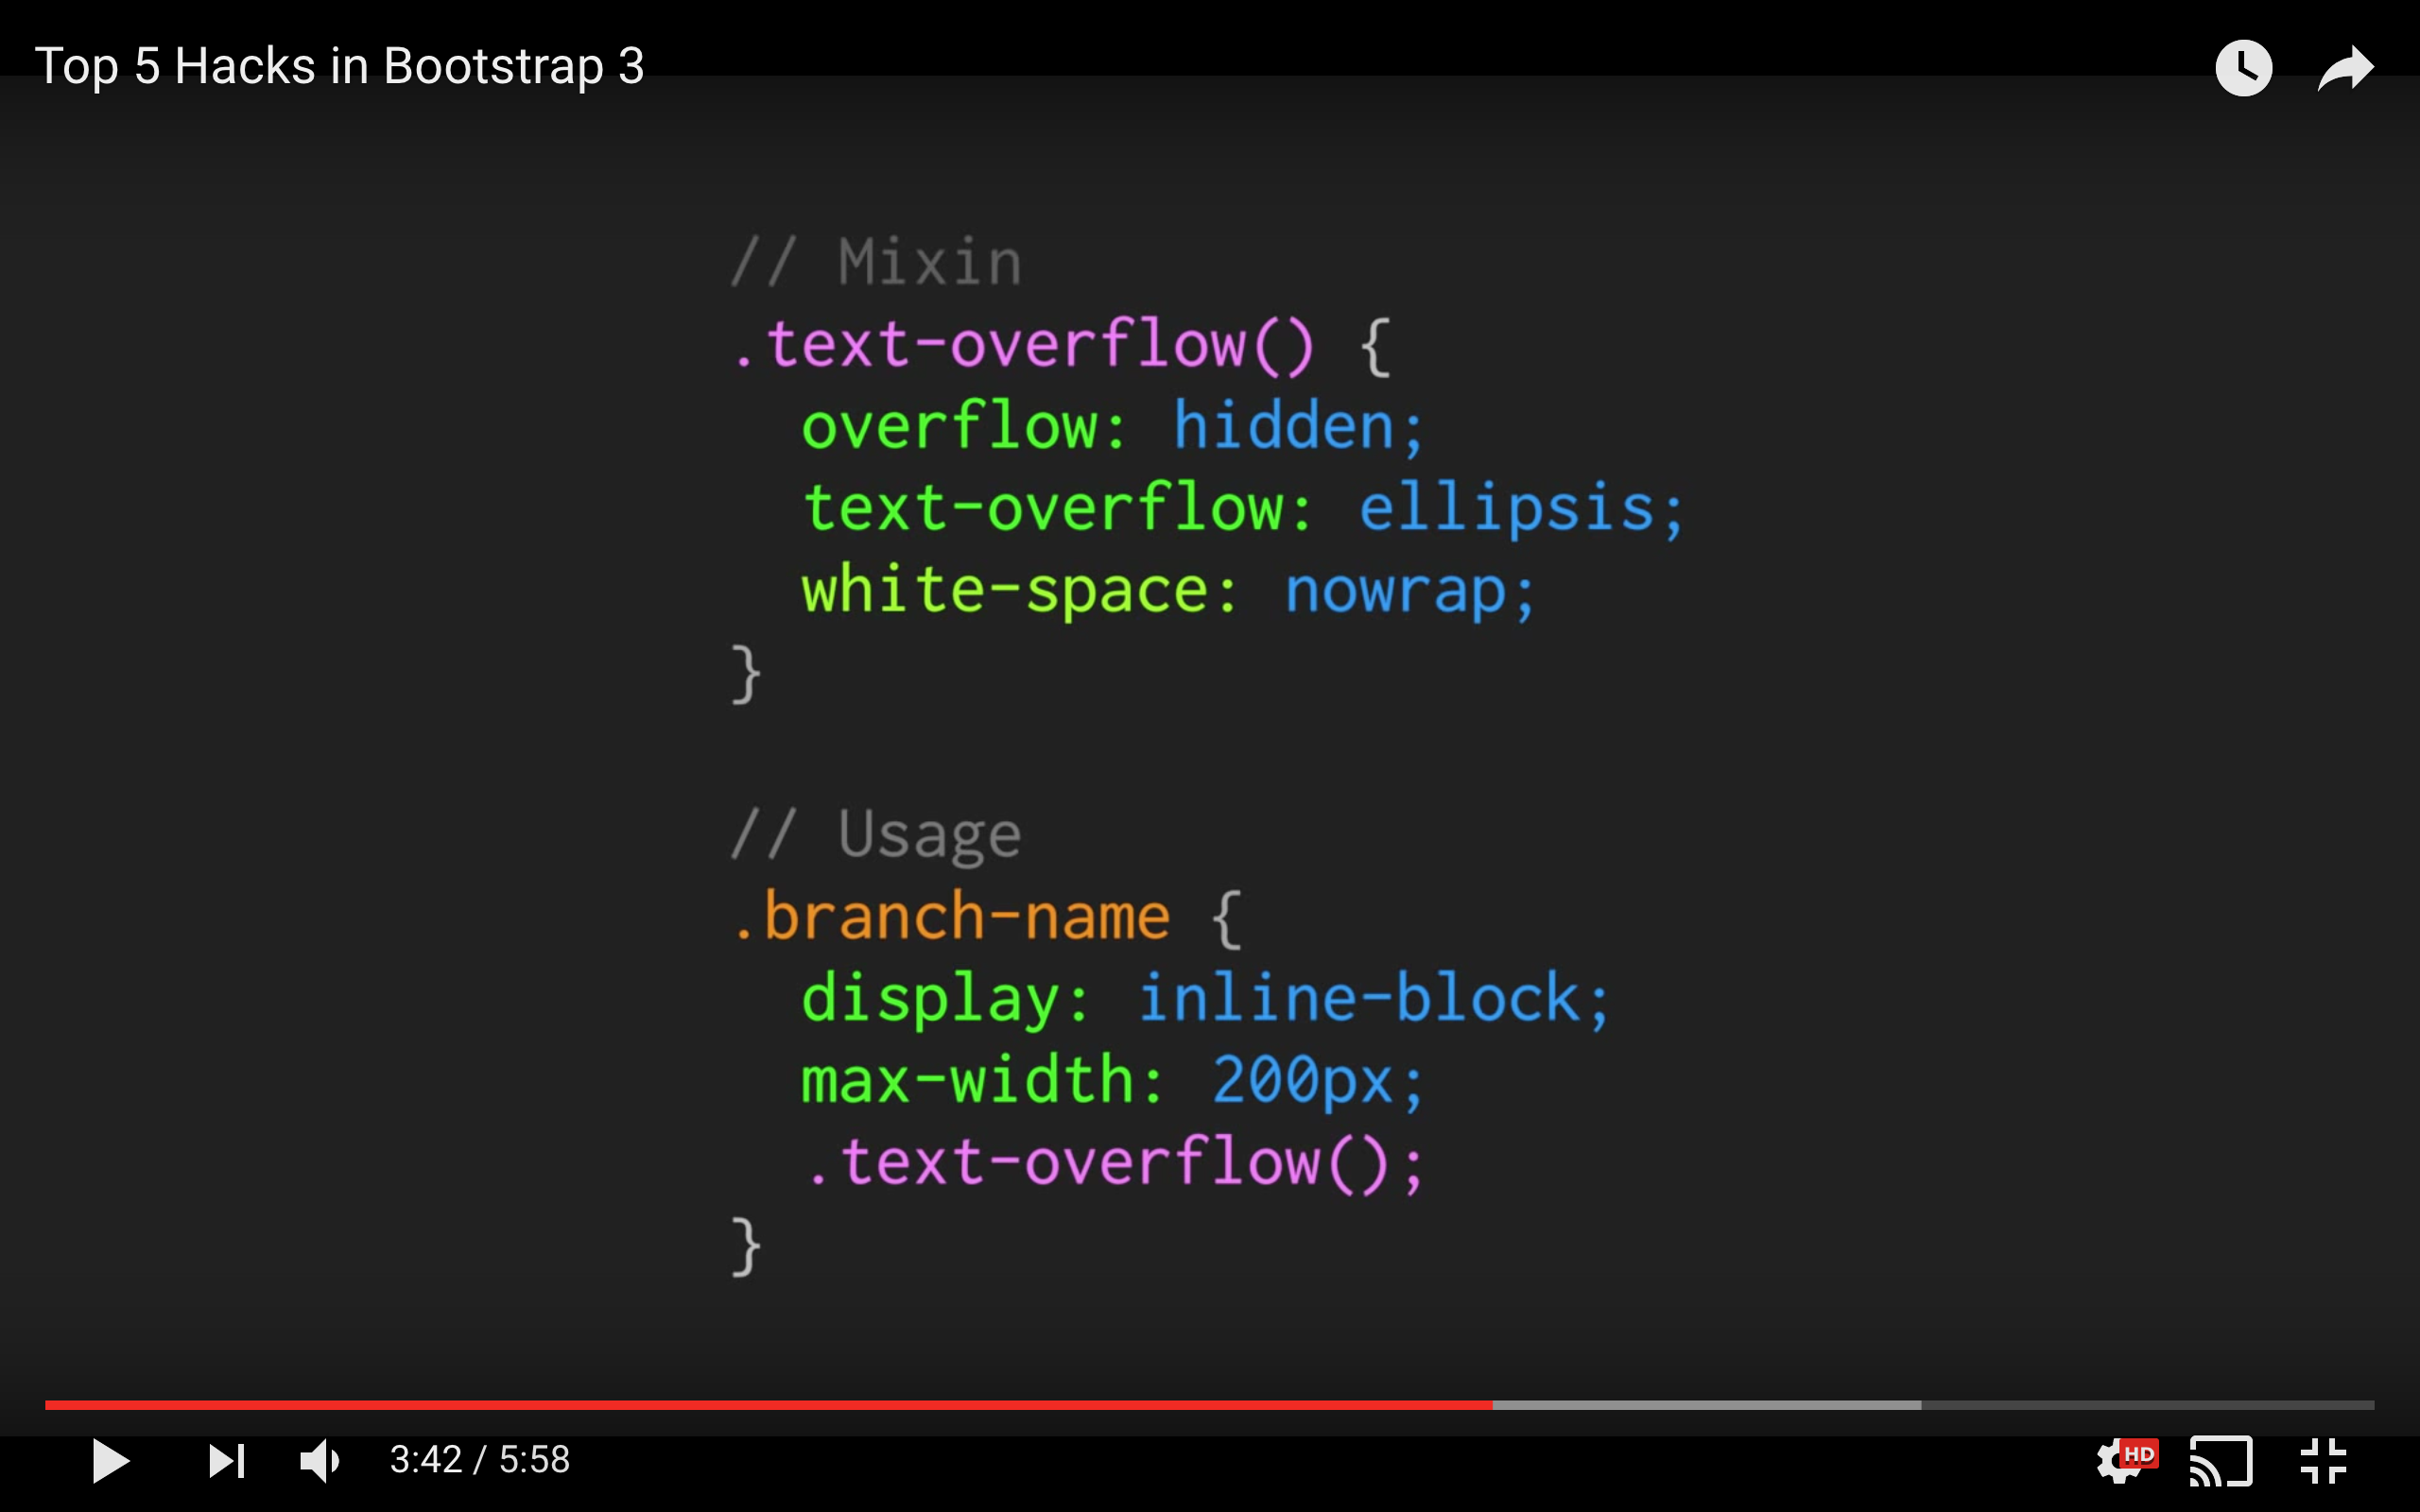 Top 5 Hacks in Bootstrap 3
// Mixin
.text-overflow() {
  overflow: hidden;
  text-overflow: ellipsis;
  white-space: nowrap;
}

// Usage
.branch-name {
  display: inline-block;
  max-width: 200px;
  .text-overflow();
}
3:42 / 5:58
HD